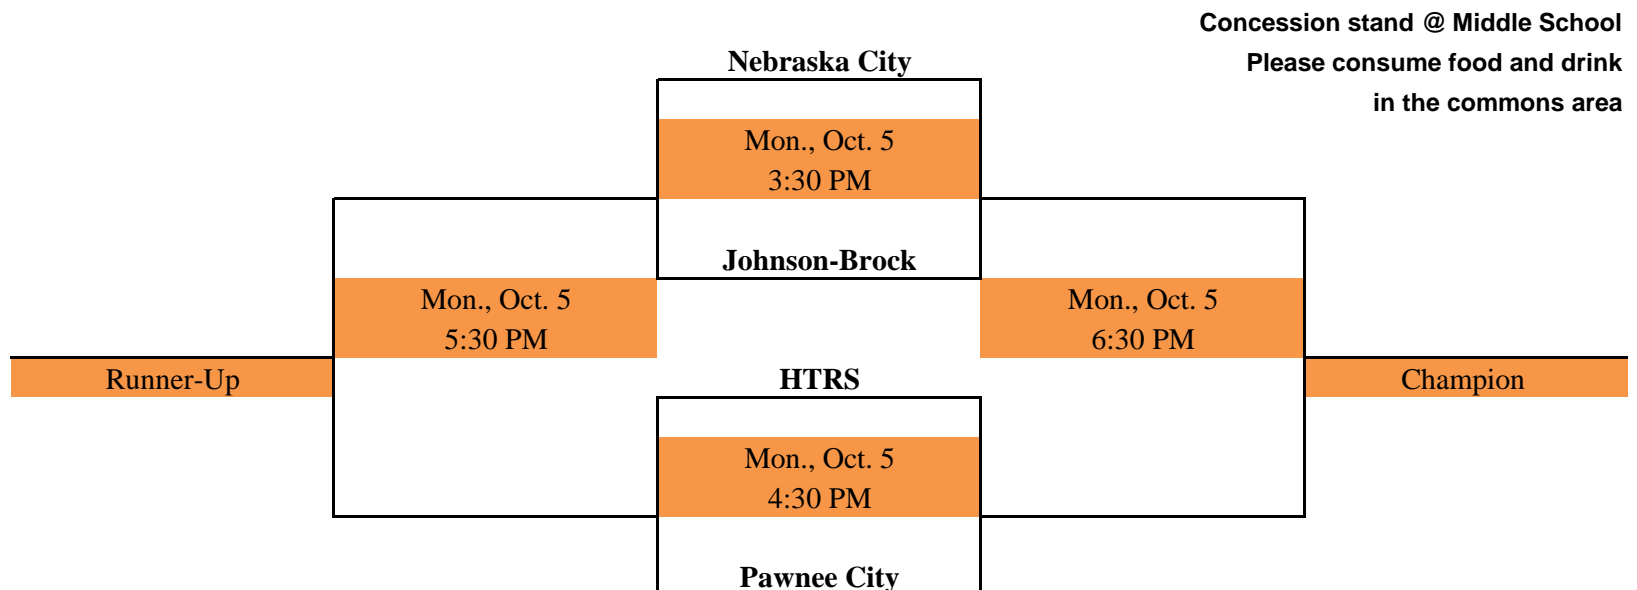 Concession stand @ Middle School
Nebraska City
Please consume food and drink
in the commons area
Mon., Oct. 5
3:30 PM
Johnson-Brock
Mon., Oct. 5
5:30 PM
Mon., Oct. 5
6:30 PM
Runner-Up
HTRS
Champion
Mon., Oct. 5
4:30 PM
Pawnee City